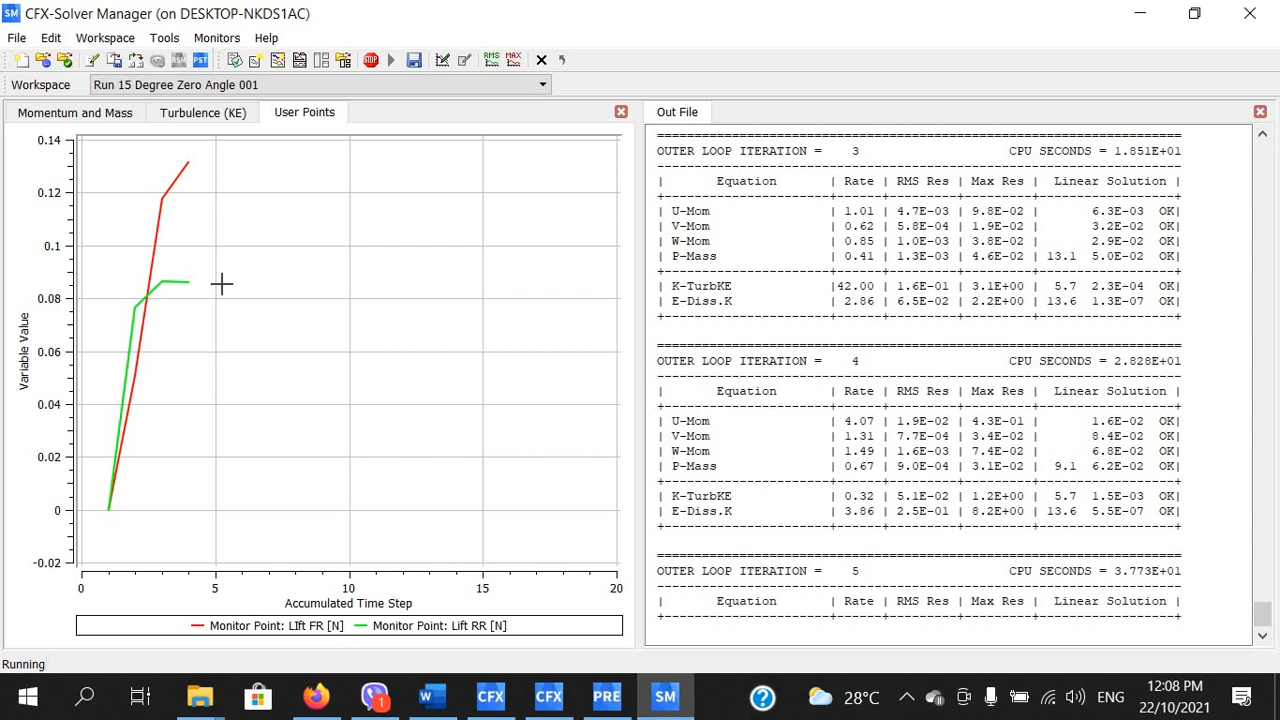 SM CFX-Solver Manager (on DESKTOP-NKDS1AC)
File Edit Workspace Tools Monitors Help
RSM PST STOP RMS MAX
Workspace Run 15 Degree Zero Angle 001
Momentum and Mass Turbulence (KE) User Points
0.14
0.12
0.1
0.08
0.06
0.04
0.02
0
-0.02
Variable Value
0 5 10 15 20
Accumulated Time Step
Monitor Point: LIft FR [N] Monitor Point: Lift RR [N]
Out File
======================================================================
OUTER LOOP ITERATION = 3 CPU SECONDS = 1.851E+01
----------------------------------------------------------------------
| Equation | Rate | RMS Res | Max Res | Linear Solution |
+----------------------+------+---------+---------+------------------+
| U-Mom | 1.01 | 4.7E-03 | 9.8E-02 | 6.3E-03 OK|
| V-Mom | 0.62 | 5.8E-04 | 1.9E-02 | 3.2E-02 OK|
| W-Mom | 0.85 | 1.0E-03 | 3.8E-02 | 2.9E-02 OK|
| P-Mass | 0.41 | 1.3E-03 | 4.6E-02 | 13.1 5.0E-02 OK|
+----------------------+------+---------+---------+------------------+
| K-TurbKE |42.00 | 1.6E-01 | 3.1E+00 | 5.7 2.3E-04 OK|
| E-Diss.K | 2.86 | 6.5E-02 | 2.2E+00 | 13.6 1.3E-07 OK|
+----------------------+------+---------+---------+------------------+
======================================================================
OUTER LOOP ITERATION = 4 CPU SECONDS = 2.828E+01
----------------------------------------------------------------------
| Equation | Rate | RMS Res | Max Res | Linear Solution |
+----------------------+------+---------+---------+------------------+
| U-Mom | 4.07 | 1.9E-02 | 4.3E-01 | 1.6E-02 OK|
| V-Mom | 1.31 | 7.7E-04 | 3.4E-02 | 8.4E-02 OK|
| W-Mom | 1.49 | 1.6E-03 | 7.4E-02 | 6.8E-02 OK|
| P-Mass | 0.67 | 9.0E-04 | 3.1E-02 | 9.1 6.2E-02 OK|
+----------------------+------+---------+---------+------------------+
| K-TurbKE | 0.32 | 5.1E-02 | 1.2E+00 | 5.7 1.5E-03 OK|
| E-Diss.K | 3.86 | 2.5E-01 | 8.2E+00 | 13.6 5.5E-07 OK|
+----------------------+------+---------+---------+------------------+
======================================================================
OUTER LOOP ITERATION = 5 CPU SECONDS = 3.773E+01
----------------------------------------------------------------------
| Equation | Rate | RMS Res | Max Res | Linear Solution |
+----------------------+------+---------+---------+------------------+
Running
1 W CFX CFX PRE SM ? 28°C ENG
12:08 PM
22/10/2021